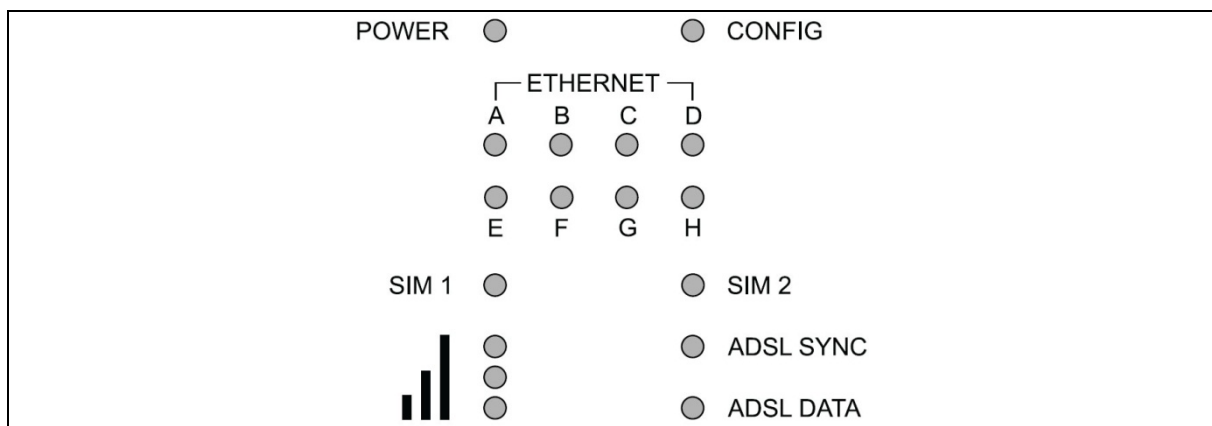 POWER CONFIG
ETHERNET
A B C D
E F G H
SIM 1 SIM 2
ADSL SYNC
ADSL DATA